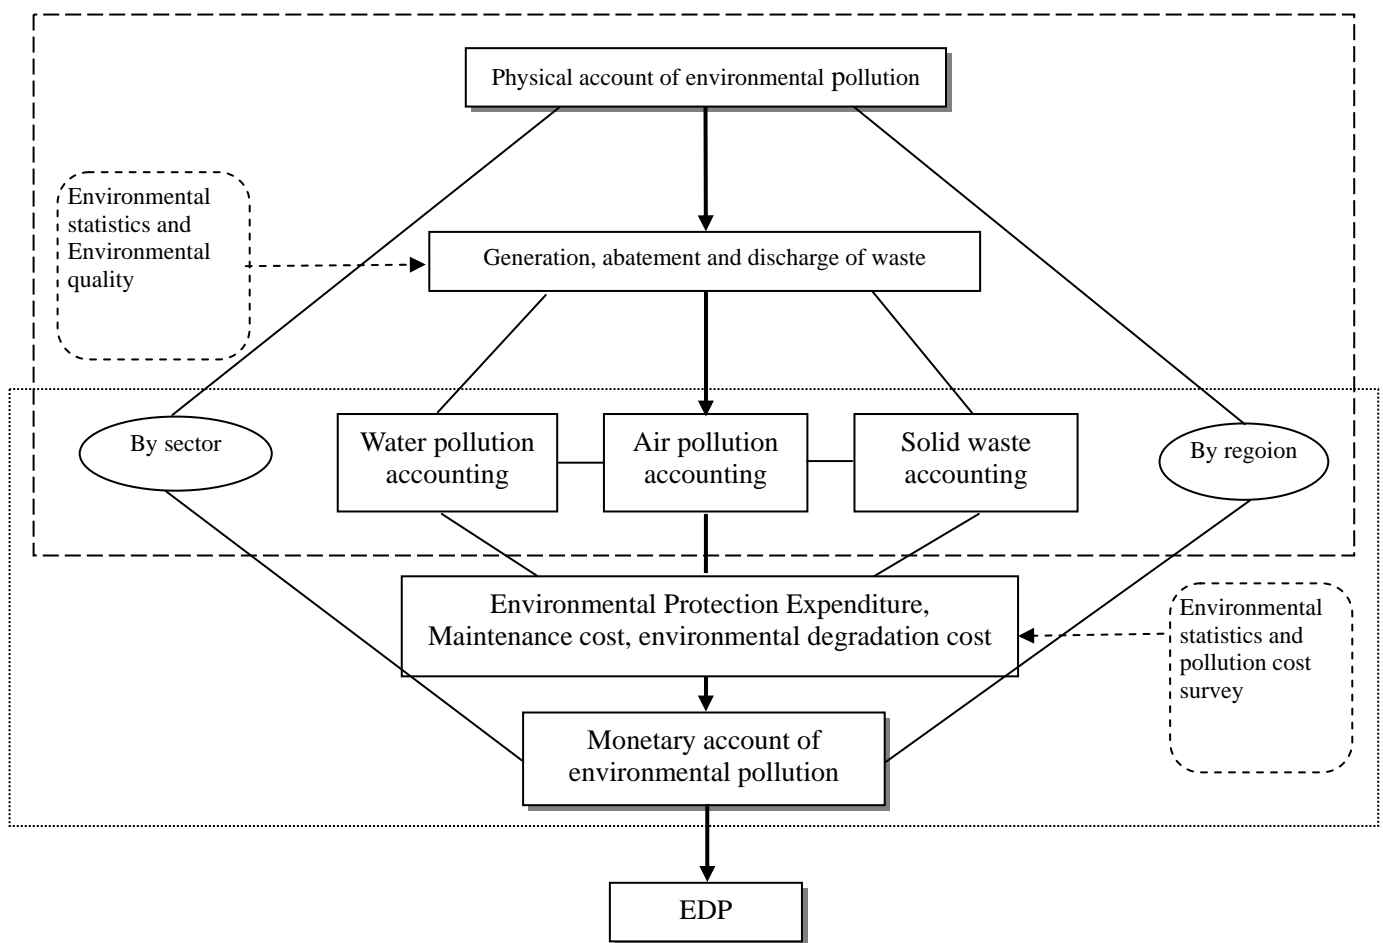 Physical account of environmental pollution
Environmental
statistics and
Environmental
quality
Generation, abatement and discharge of waste
By sector
Water pollution
accounting
Air pollution
accounting
Solid waste
accounting
By regoion
Environmental Protection Expenditure,
Maintenance cost, environmental degradation cost
Environmental
statistics and
pollution cost
survey
Monetary account of
environmental pollution
EDP